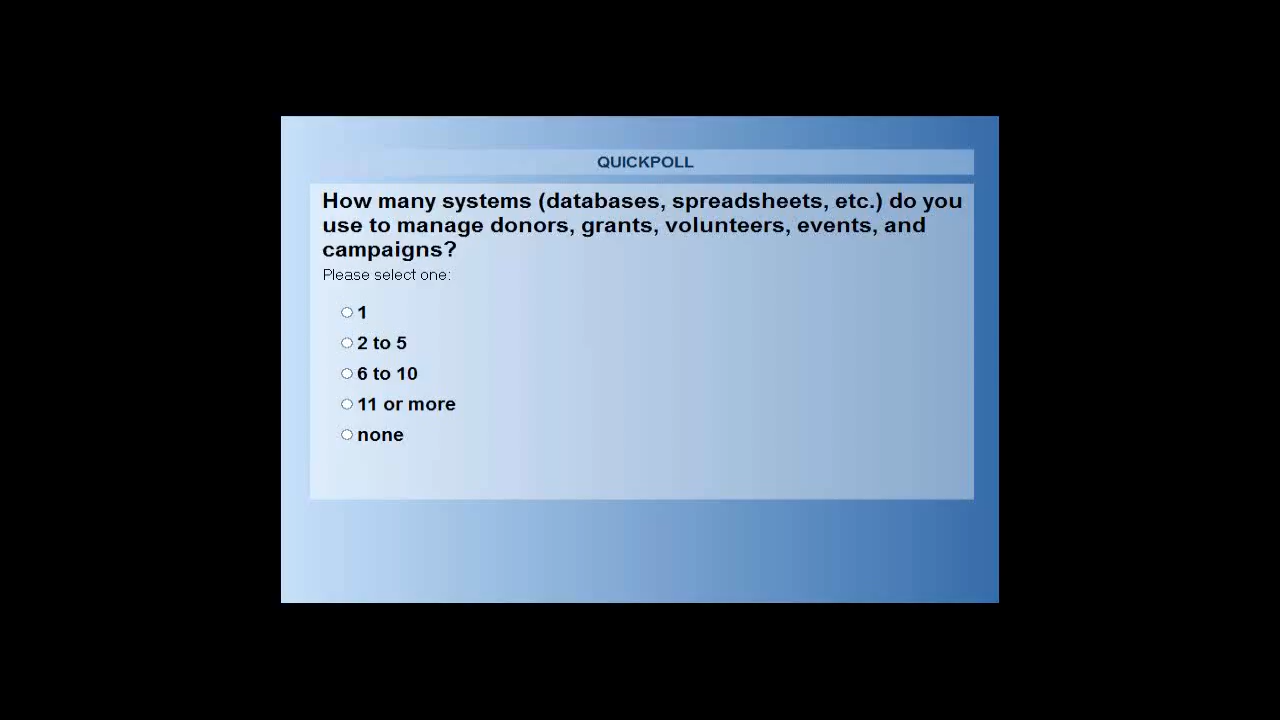 QUICKPOLL
How many systems (databases, spreadsheets, etc.) do you
use to manage donors, grants, volunteers, events, and
campaigns?
Please select one:
1
2 to 5
6 to 10
11 or more
none